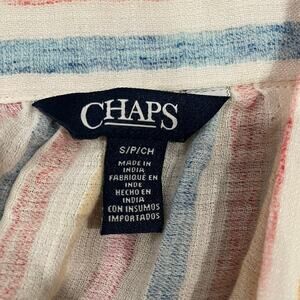 CHAPS
S/P/CH
MADE IN
INDIA
FABRIQUÉ EN
INDE
HECHO EN
INDIA
CON INSUMOS
IMPORTADOS